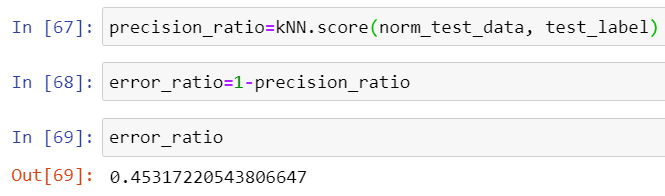 In [67]: precision_ratio=kNN.score(norm_test_data, test_label)
In [68]: error_ratio=1-precision_ratio
In [69]: error_ratio
Out[69]: 0.45317220543806647